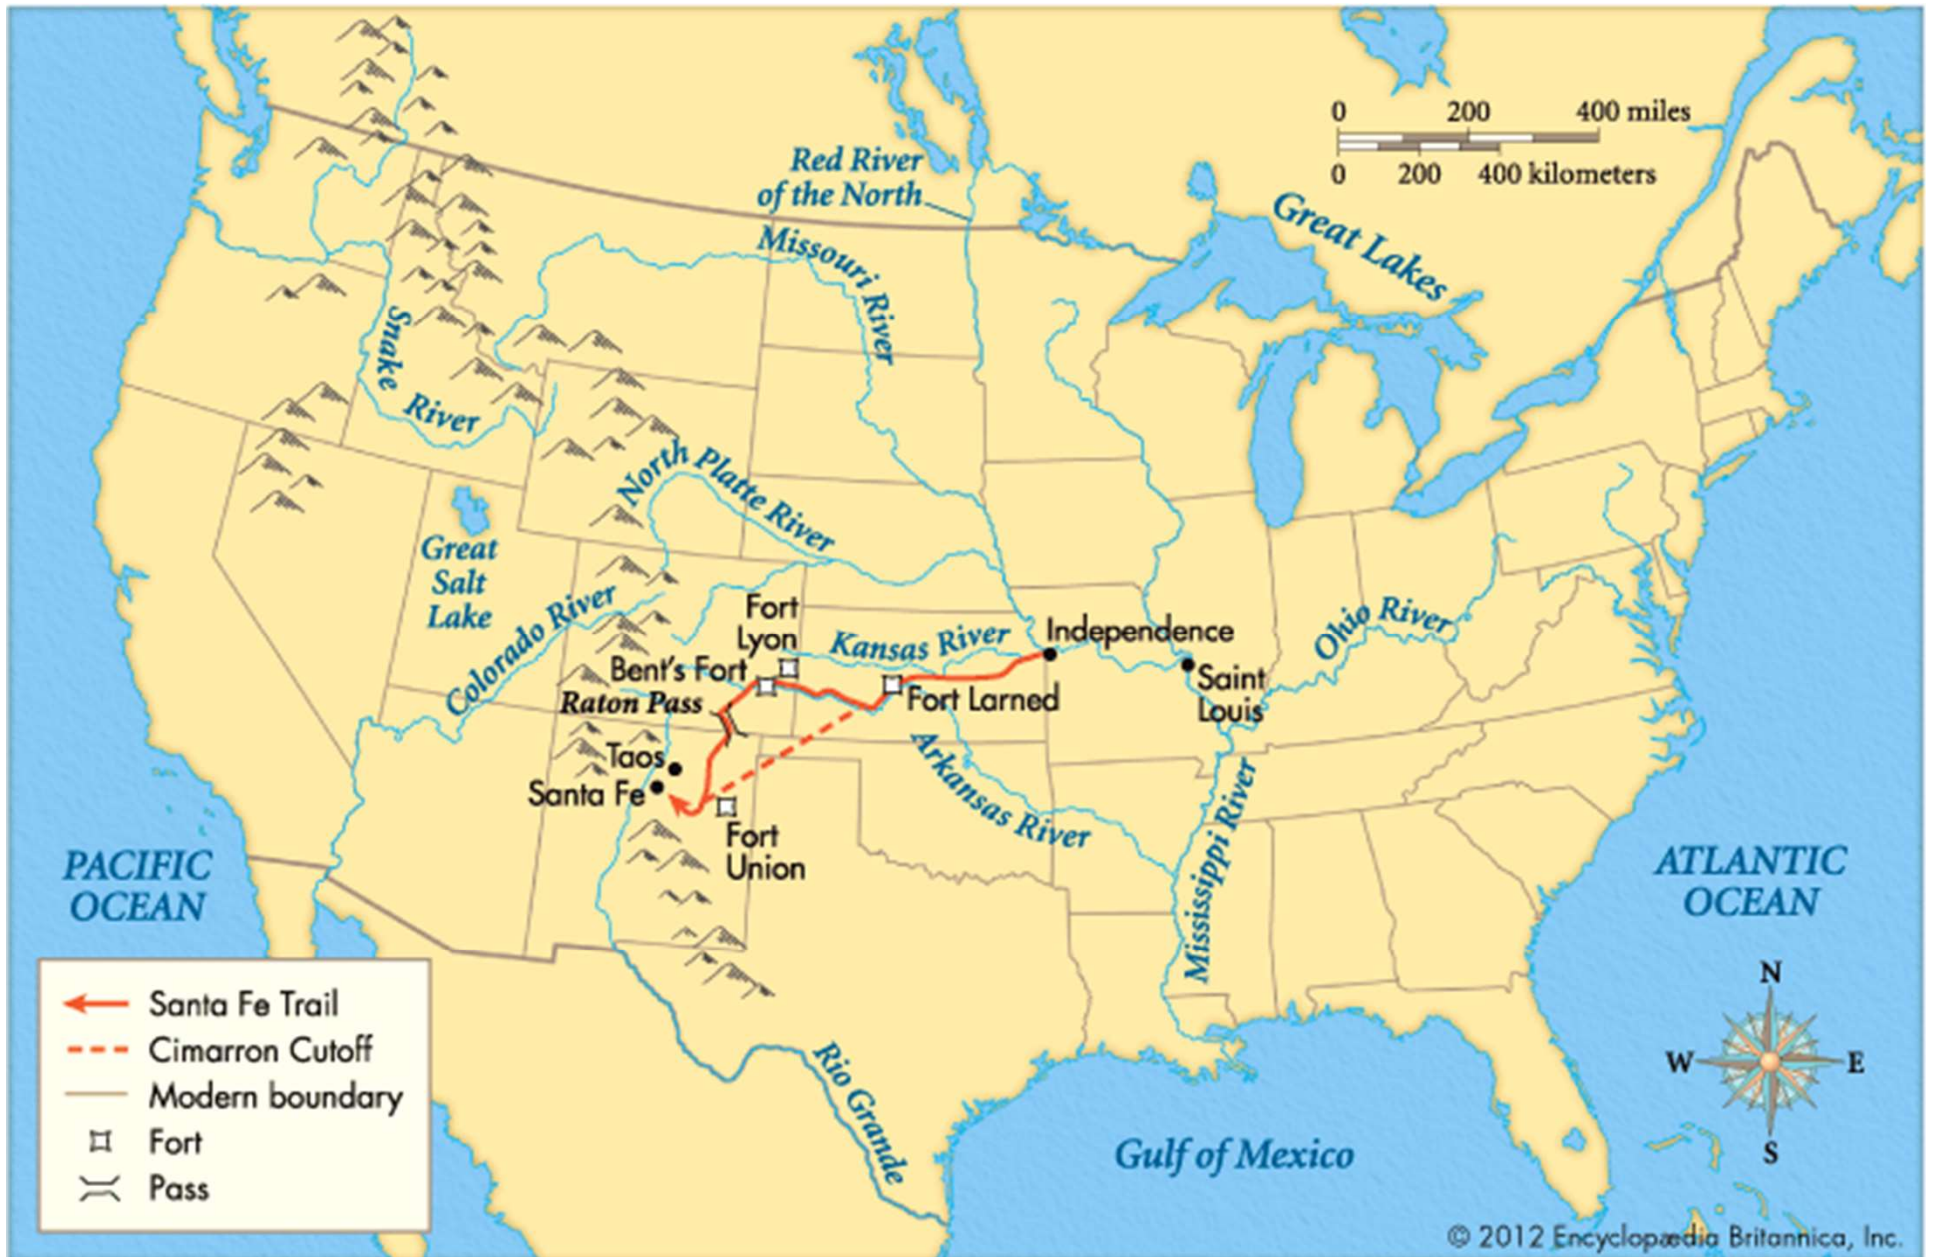 0 200 400 miles
0 200 400 kilometers
Red River
of the North
Great Lakes
Missouri River
Snake River
North Platte River
Great
Salt
Lake
Colorado River
Fort
Lyon
Kansas River
Independence
Ohio River
Bent's Fort
Saint
Louis
Raton Pass
Fort Larned
Taos
Santa Fe
Arkansas River
Mississippi River
Fort
Union
PACIFIC
OCEAN
ATLANTIC
OCEAN
N
W E
S
Rio Grande
Gulf of Mexico
Santa Fe Trail
Cimarron Cutoff
Modern boundary
Fort
Pass
© 2012 Encyclopædia Britannica, Inc.